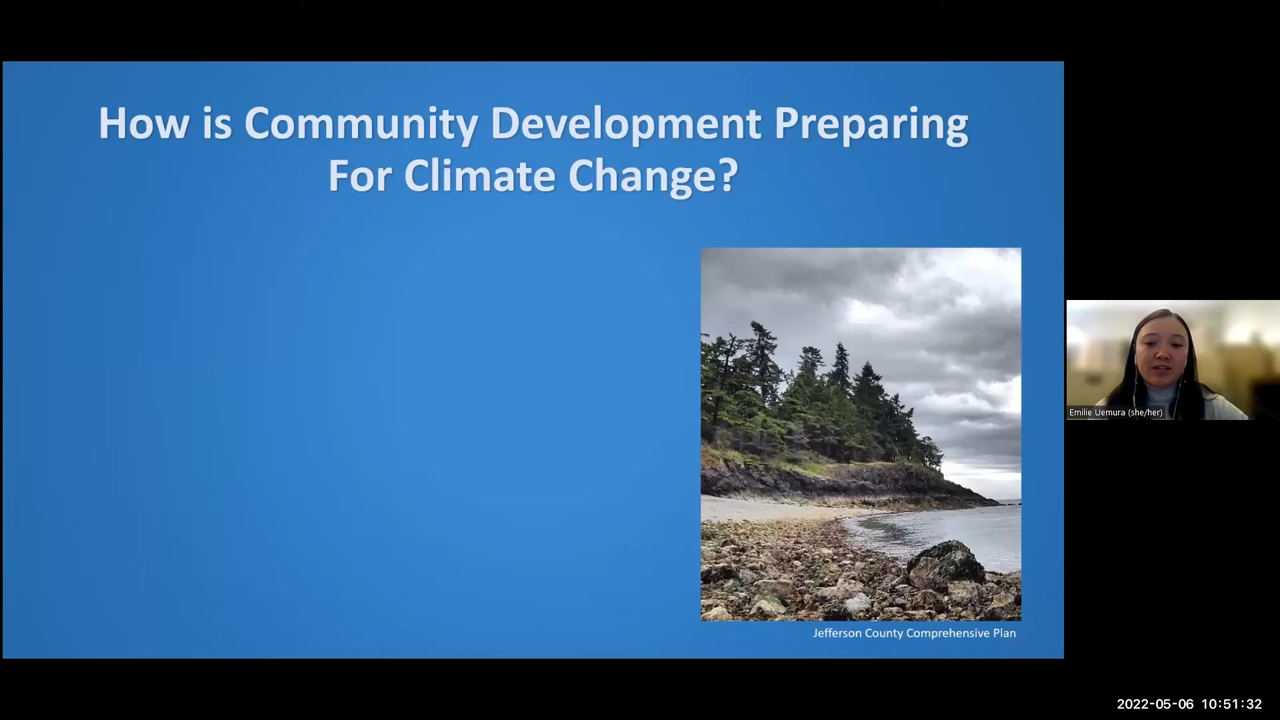 How is Community Development Preparing
For Climate Change?
Jefferson County Comprehensive Plan
Emilie Uemura (she/her)
2022-05-06 10:51:32